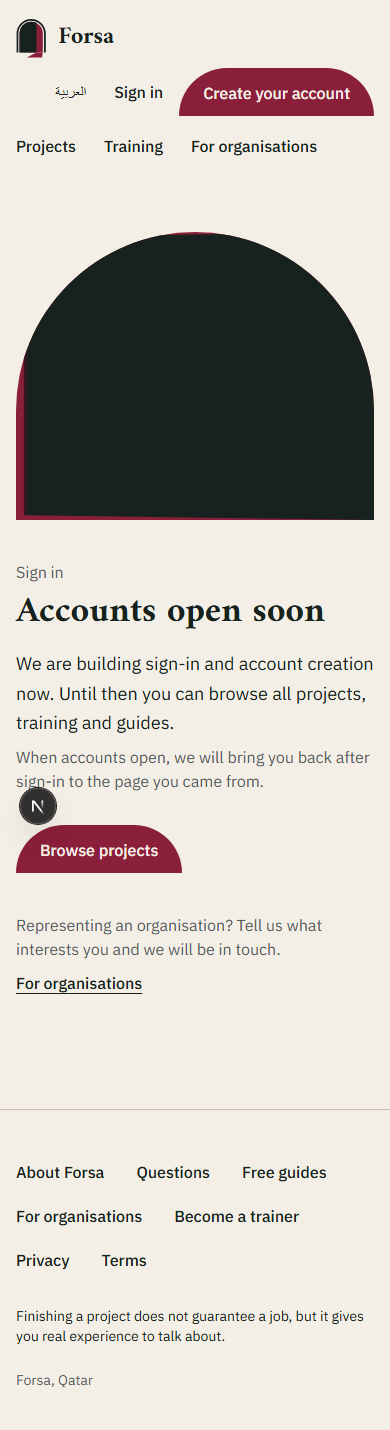 Forsa
العربية
Sign in
Create your account
Projects
Training
For organisations
Sign in
Accounts open soon
We are building sign-in and account creation
now. Until then you can browse all projects,
training and guides.
When accounts open, we will bring you back after
sign-in to the page you came from.
N
Browse projects
Representing an organisation? Tell us what
interests you and we will be in touch.
For organisations
About Forsa
Questions
Free guides
For organisations
Become a trainer
Privacy
Terms
Finishing a project does not guarantee a job, but it gives
you real experience to talk about.
Forsa, Qatar